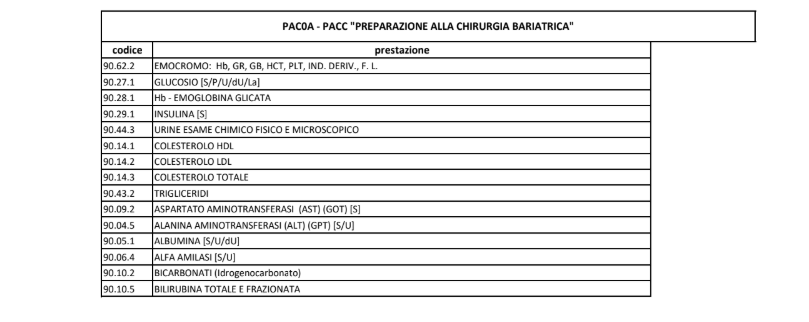 PAC0A - PACC "PREPARAZIONE ALLA CHIRURGIA BARIATRICA"
codice prestazione
90.62.2 EMOCROMO: Hb, GR, GB, HCT, PLT, IND. DERIV., F. L.
90.27.1 GLUCOSIO [S/P/U/dU/La]
90.28.1 Hb - EMOGLOBINA GLICATA
90.29.1 INSULINA [S]
90.44.3 URINE ESAME CHIMICO FISICO E MICROSCOPICO
90.14.1 COLESTEROLO HDL
90.14.2 COLESTEROLO LDL
90.14.3 COLESTEROLO TOTALE
90.43.2 TRIGLICERIDI
90.09.2 ASPARTATO AMINOTRANSFERASI (AST) (GOT) [S]
90.04.5 ALANINA AMINOTRANSFERASI (ALT) (GPT) [S/U]
90.05.1 ALBUMINA [S/U/dU]
90.06.4 ALFA AMILASI [S/U]
90.10.2 BICARBONATI (Idrogenocarbonato)
90.10.5 BILIRUBINA TOTALE E FRAZIONATA